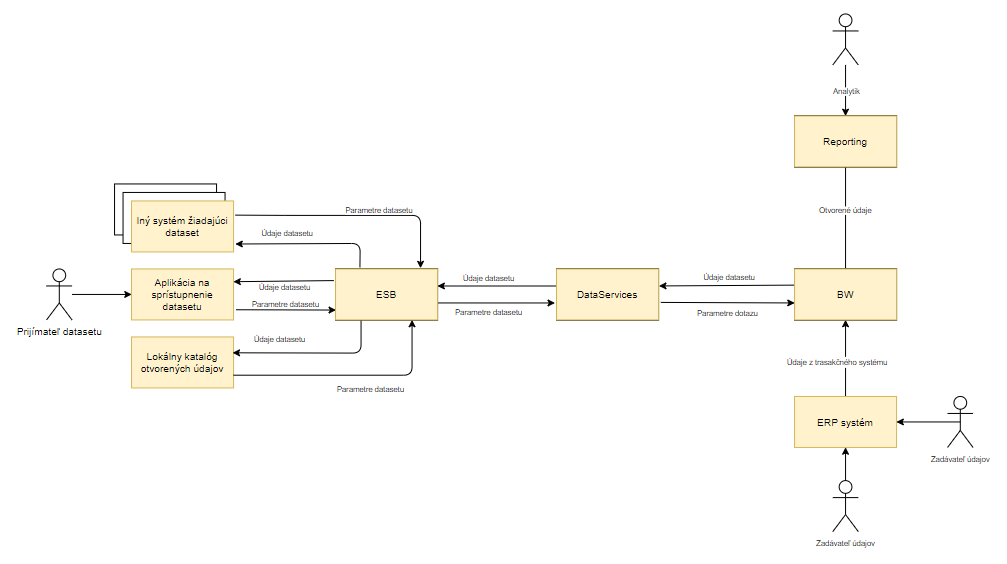 Analytik
Reporting
Otvorené údaje
Iný systém žiadajúci
dataset
Parametre datasetu
Údaje datasetu
Prijímateľ datasetu
Aplikácia na
sprístupnenie
datasetu
Údaje datasetu
Parametre datasetu
ESB
Údaje datasetu
Parametre datasetu
DataServices
Údaje datasetu
Parametre dotazu
BW
Lokálny katalóg
otvorených údajov
Údaje datasetu
Parametre datasetu
Údaje z trasakčného systému
ERP systém
Zadávateľ údajov
Zadávateľ údajov